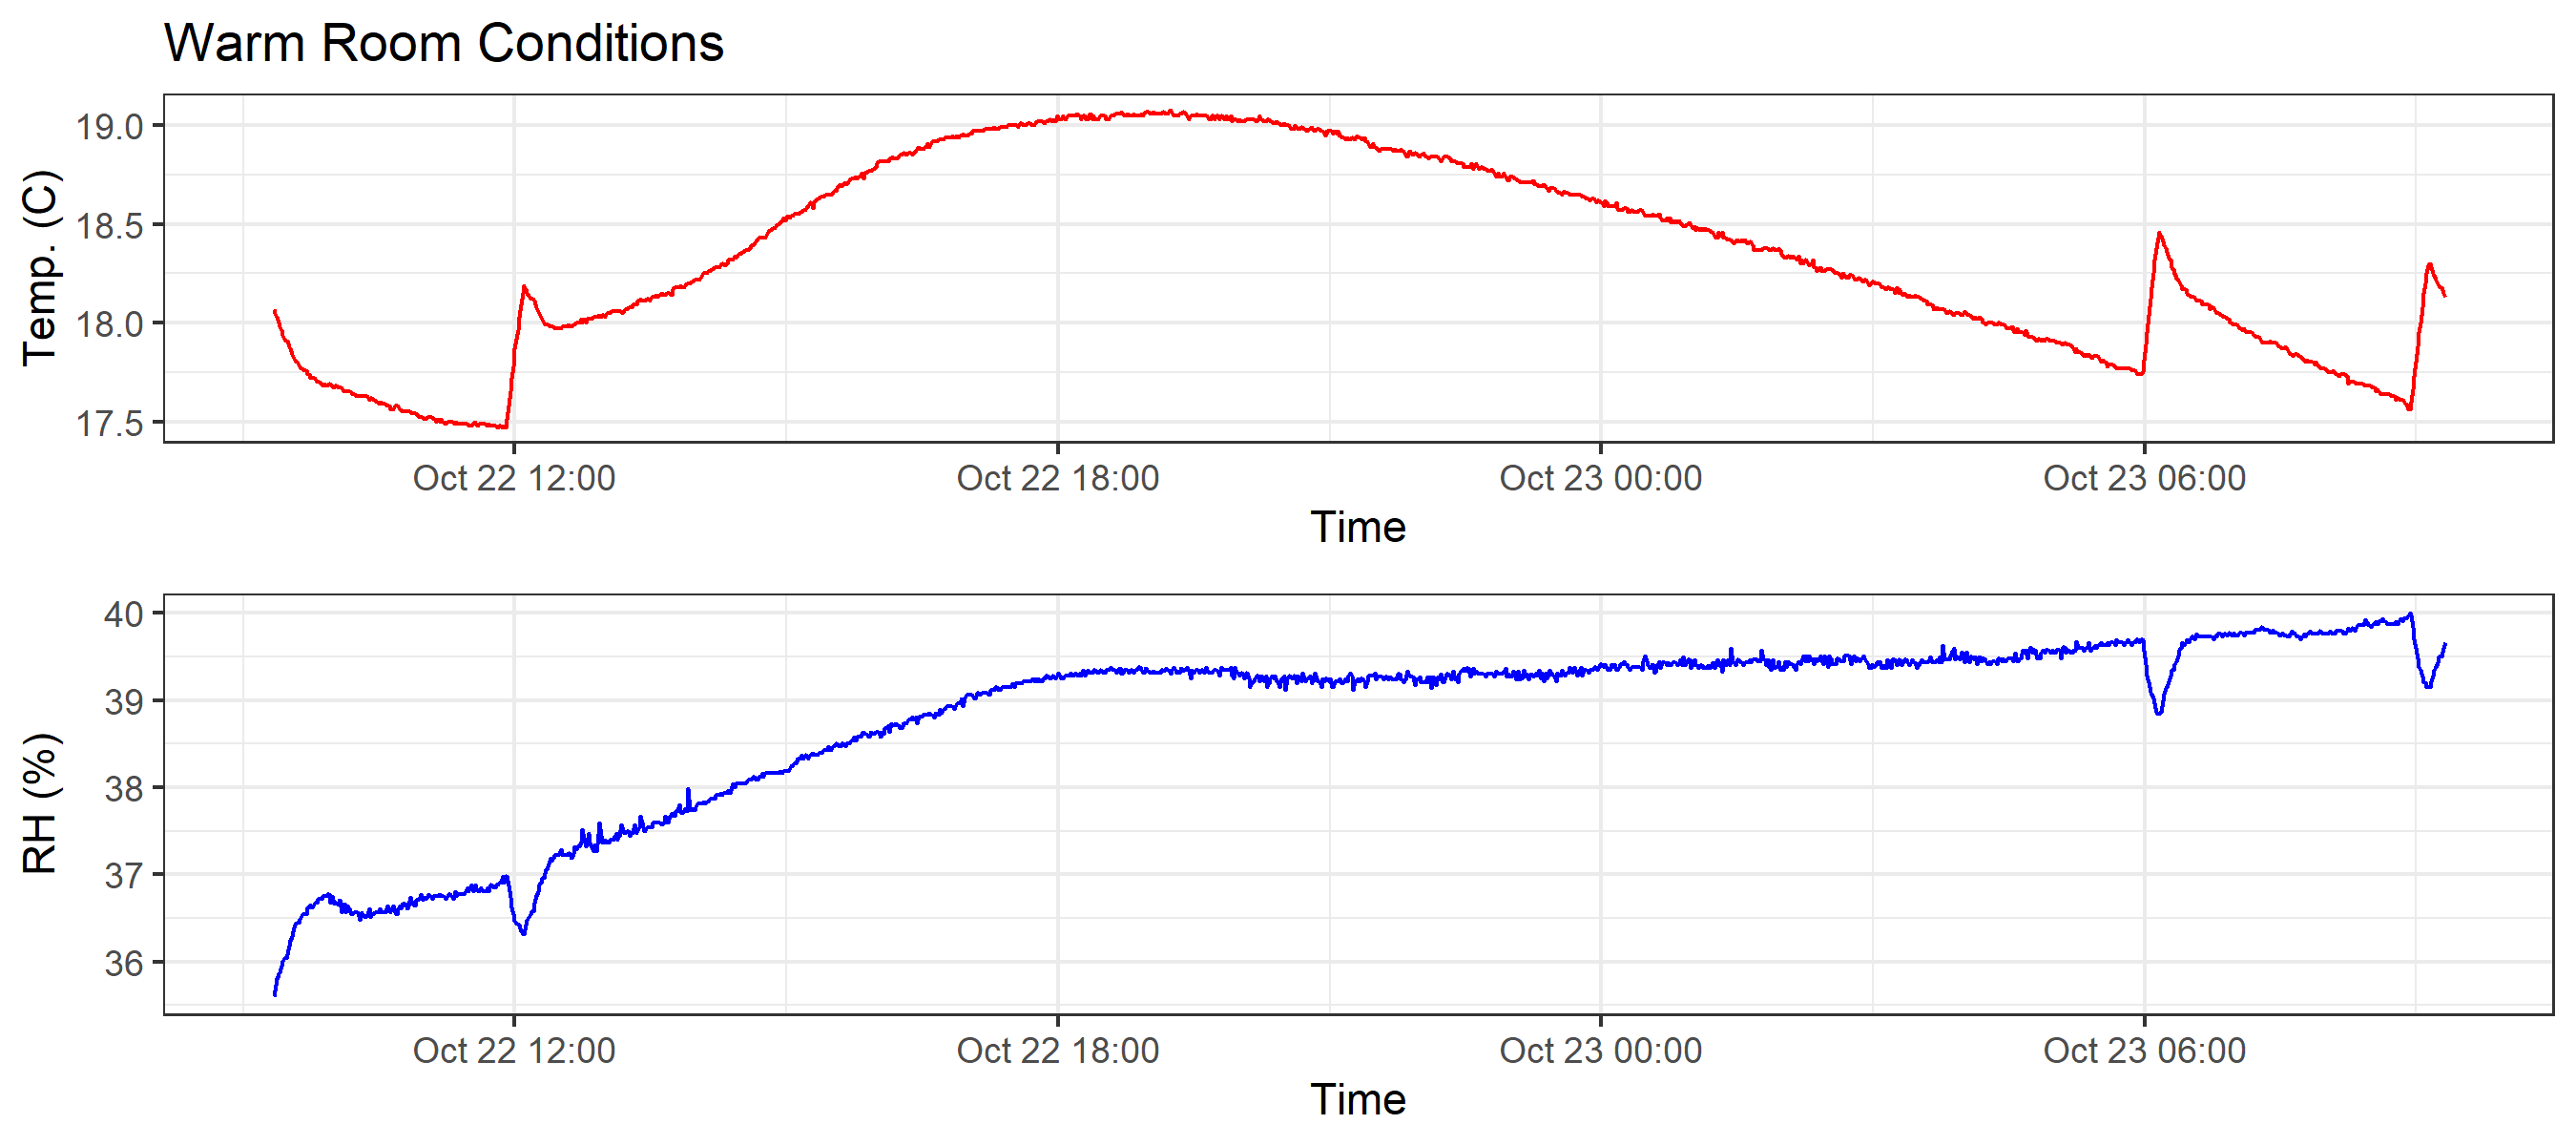 Warm Room Conditions
Temp. (C)
19.0
18.5
18.0
17.5
Oct 22 12:00 Oct 22 18:00 Oct 23 00:00 Oct 23 06:00
Time
RH (%)
40
39
38
37
36
Oct 22 12:00 Oct 22 18:00 Oct 23 00:00 Oct 23 06:00
Time